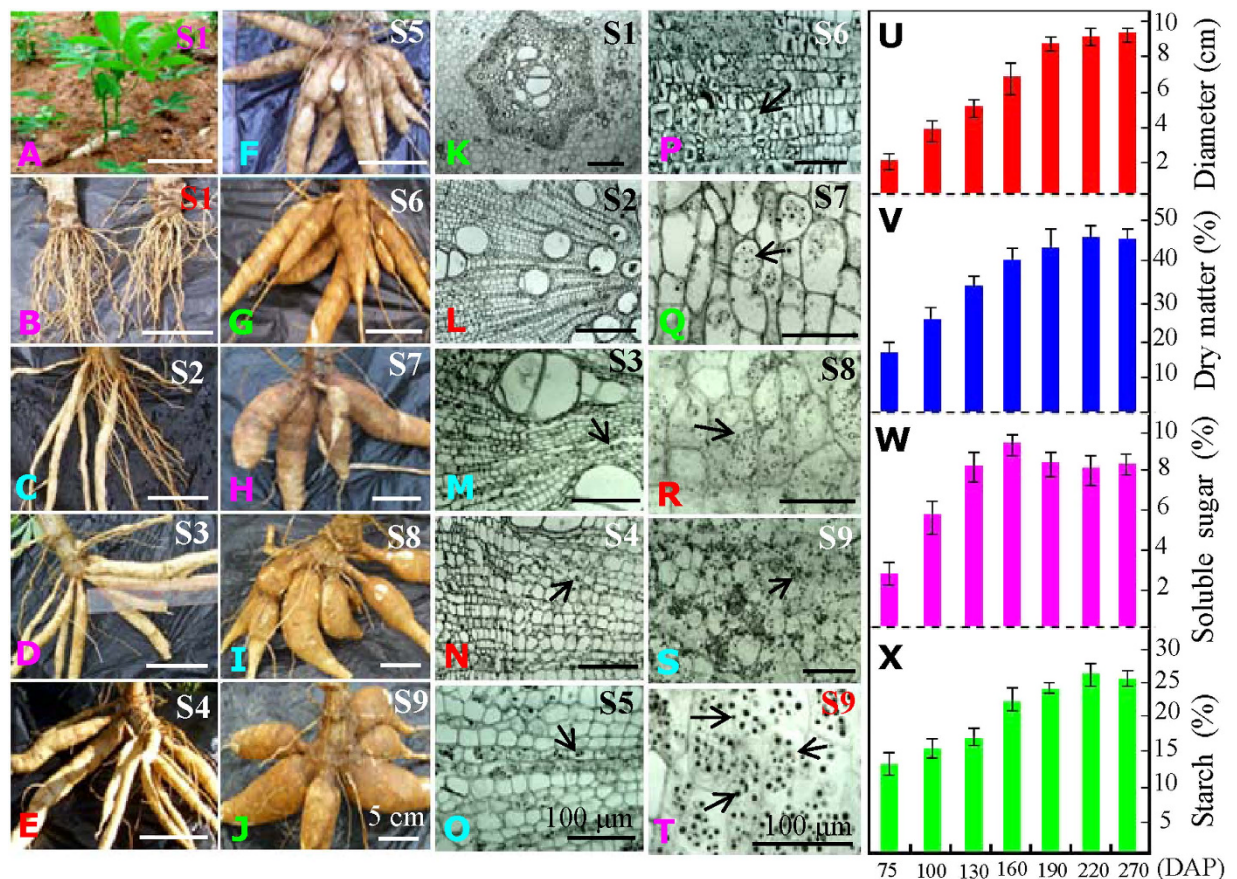 A S1
B S1
C S2
D S3
E S4
F S5
G S6
H S7
I S8
J S9
5 cm
K S1
L S2
M S3
N S4
O S5
100 μm
P S6
Q S7
R S8
S S9
T S9
100 μm
U
10
8
6
4
2
Diameter (cm)
V
50
40
30
20
10
Dry matter (%)
W
10
8
6
4
2
Soluble sugar (%)
X
30
25
20
15
10
5
Starch (%)
75 100 130 160 190 220 270 (DAP)